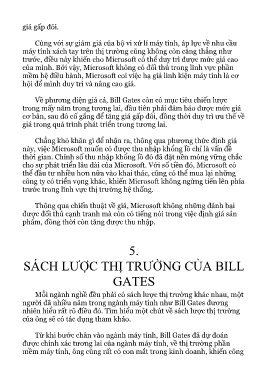 giá gấp đôi.
Cùng với sự giảm giá của bộ vi xử lí máy tính, áp lực về nhu cầu
máy tính xách tay trên thị trường cũng không còn căng thẳng như
trước, điều này khiến cho Microsoft có thể duy trì được mức giá cao
của mình. Bởi vậy, Microsoft không có đối thủ trong lĩnh vực phần
mềm hệ điều hành, Microsoft coi việc hạ giá linh kiện máy tính là cơ
hội để mình duy trì và nâng cao giá.
Về phương diện giá cả, Bill Gates còn có mục tiêu chiến lược
trong mấy năm trong tương lai, đầu tiên phải đảm bảo được mức giá
cơ bản, sau đó cố gắng để tăng giá gấp đôi, đồng thời duy trì ưu thế về
giá trong quá trình phát triển trong tương lai.
Chẳng khó khăn gì để nhận ra, thông qua phương thức định giá
này, việc Microsoft muốn có được thu nhập khổng lồ chỉ là vấn đề
thời gian. Chính số thu nhập khổng lồ đó đã đặt nền móng vững chắc
cho sự phát triển lâu dài của Microsoft. Với số tiền đó, Microsoft có
thể đầu tư nhiều hơn nữa vào khai thác, cũng có thể mua lại những
công ty có triển vọng khác, khiến Microsoft không ngừng tiến lên phía
trước trong lĩnh vực thị trường hệ thống.
Thông qua chiến thuật về giá, Microsoft không những đánh bại
được đối thủ cạnh tranh mà còn có tiếng nói trong việc định giá sản
phẩm, đồng thời còn tăng được thu nhập.
5.
SÁCH LƯỢC THỊ TRƯỜNG CỦA BILL
GATES
Mỗi ngành nghề đều phải có sách lược thị trường khác nhau, một
người đã nhiều năm trong ngành máy tính như Bill Gates đương
nhiên hiểu rất rõ điều đó. Tìm hiểu một chút về sách lược thị trường
của ông sẽ có tác dụng tham khảo.
Từ khi bước chân vào ngành máy tính, Bill Gates đã dự đoán
được chính xác tương lai của ngành máy tính, về thị trường phần
mềm máy tính, ông cũng rất có con mắt trong kinh doanh, khiến công